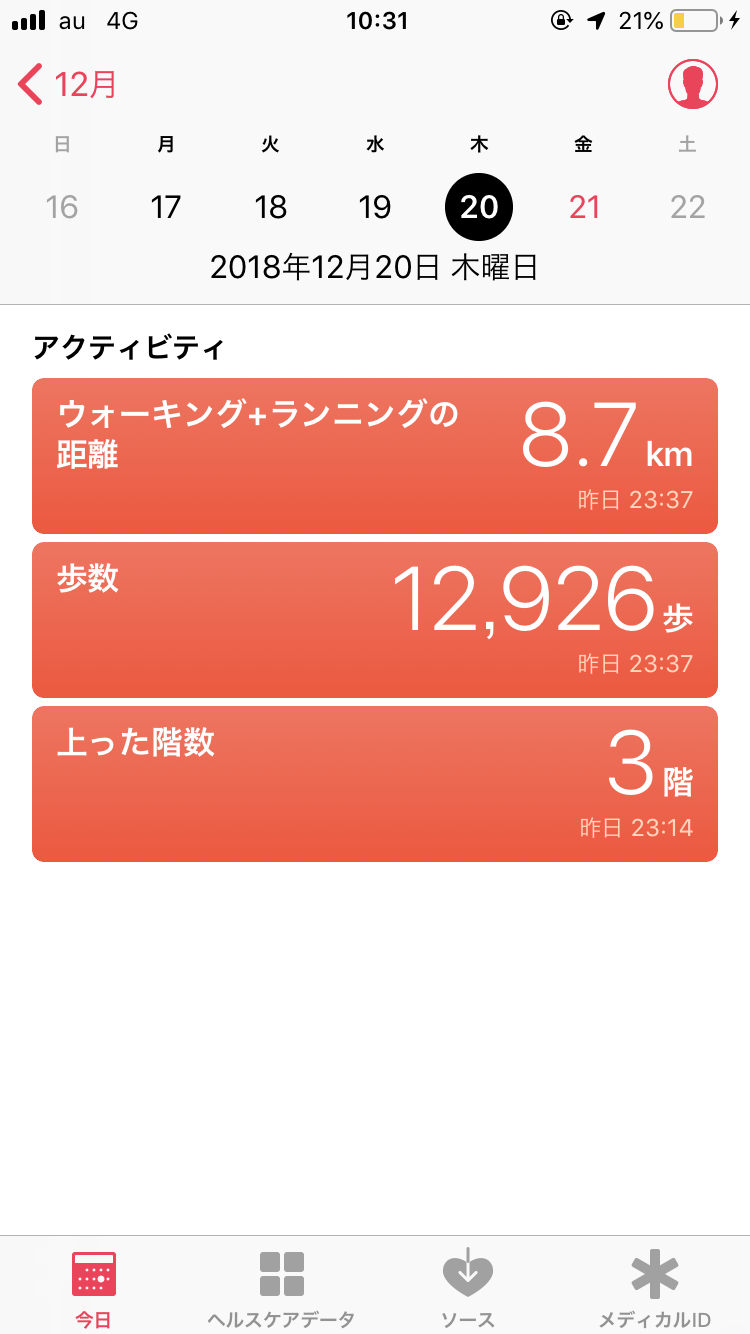 au 4G 10:31 21%
12月
日 月 火 水 木 金 土
16 17 18 19 20 21 22
2018年12月20日 木曜日
アクティビティ
ウォーキング+ランニングの
距離
8.7 km
昨日 23:37
歩数
12,926 歩
昨日 23:37
上った階数
3 階
昨日 23:14
今日 ヘルスケアデータ ソース メディカルID